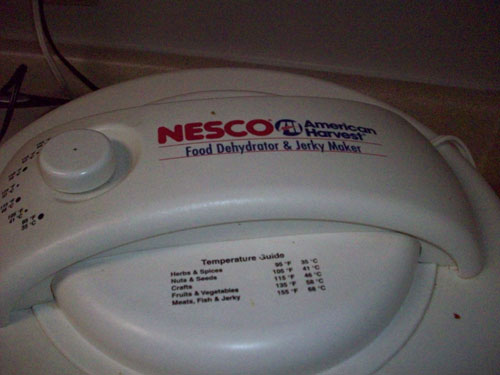 NESCO American
Harvest
Food Dehydrator & Jerky Maker
Temperature Guide
Herbs & Spices 95 °F 35 °C
Nuts & Seeds 105 °F 41 °C
Crafts 115 °F 46 °C
Fruits & Vegetables 135 °F 58 °C
Meats, Fish & Jerky 155 °F 68 °C